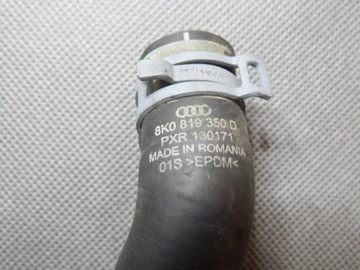 8K0 819 350 D
PXR 130171
MADE IN ROMANIA
01S >EPDM<